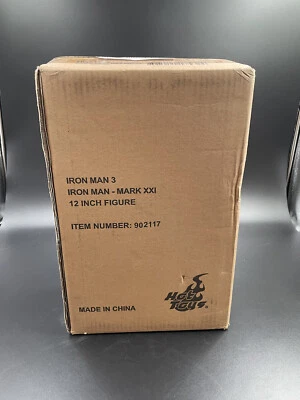 IRON MAN 3
IRON MAN - MARK XXI
12 INCH FIGURE
ITEM NUMBER: 902117
Hot
Toys
MADE IN CHINA